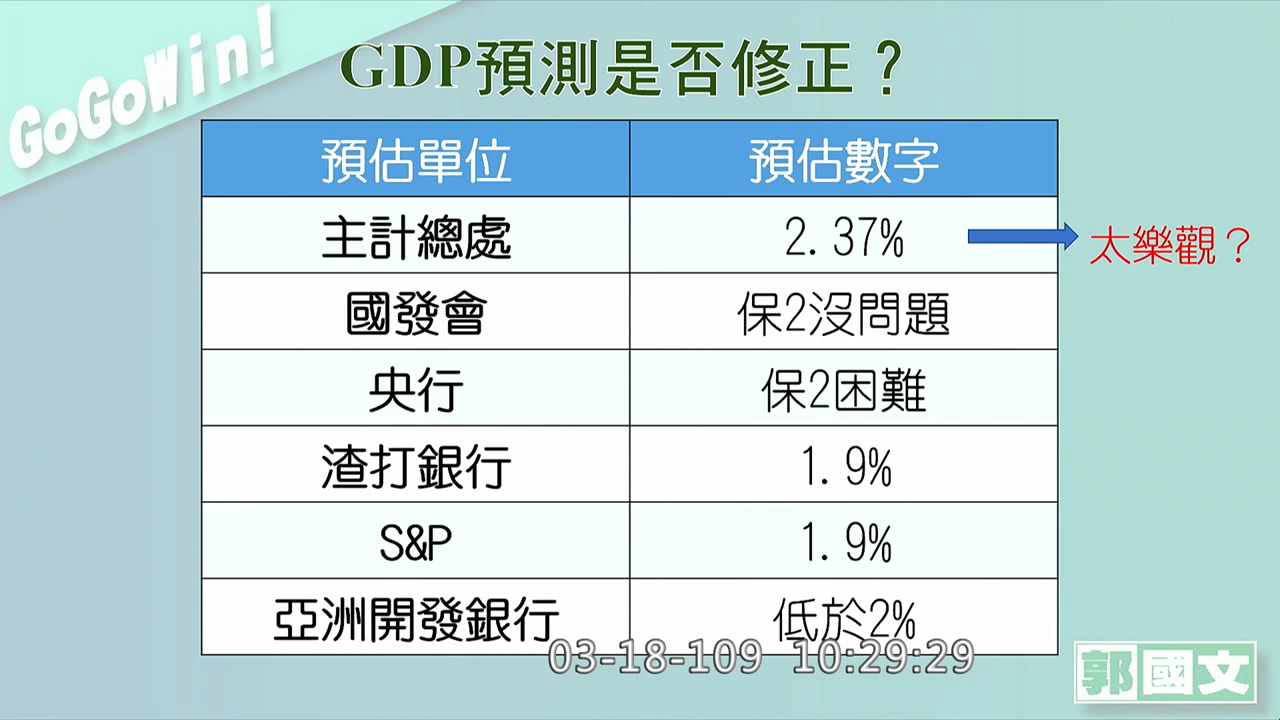 GoGoWin!
GDP預測是否修正？
預估單位 預估數字
主計總處 2.37% 太樂觀？
國發會 保2沒問題
央行 保2困難
渣打銀行 1.9%
S&P 1.9%
亞洲開發銀行 低於2%
03-18-109 10:29:29
郭國文